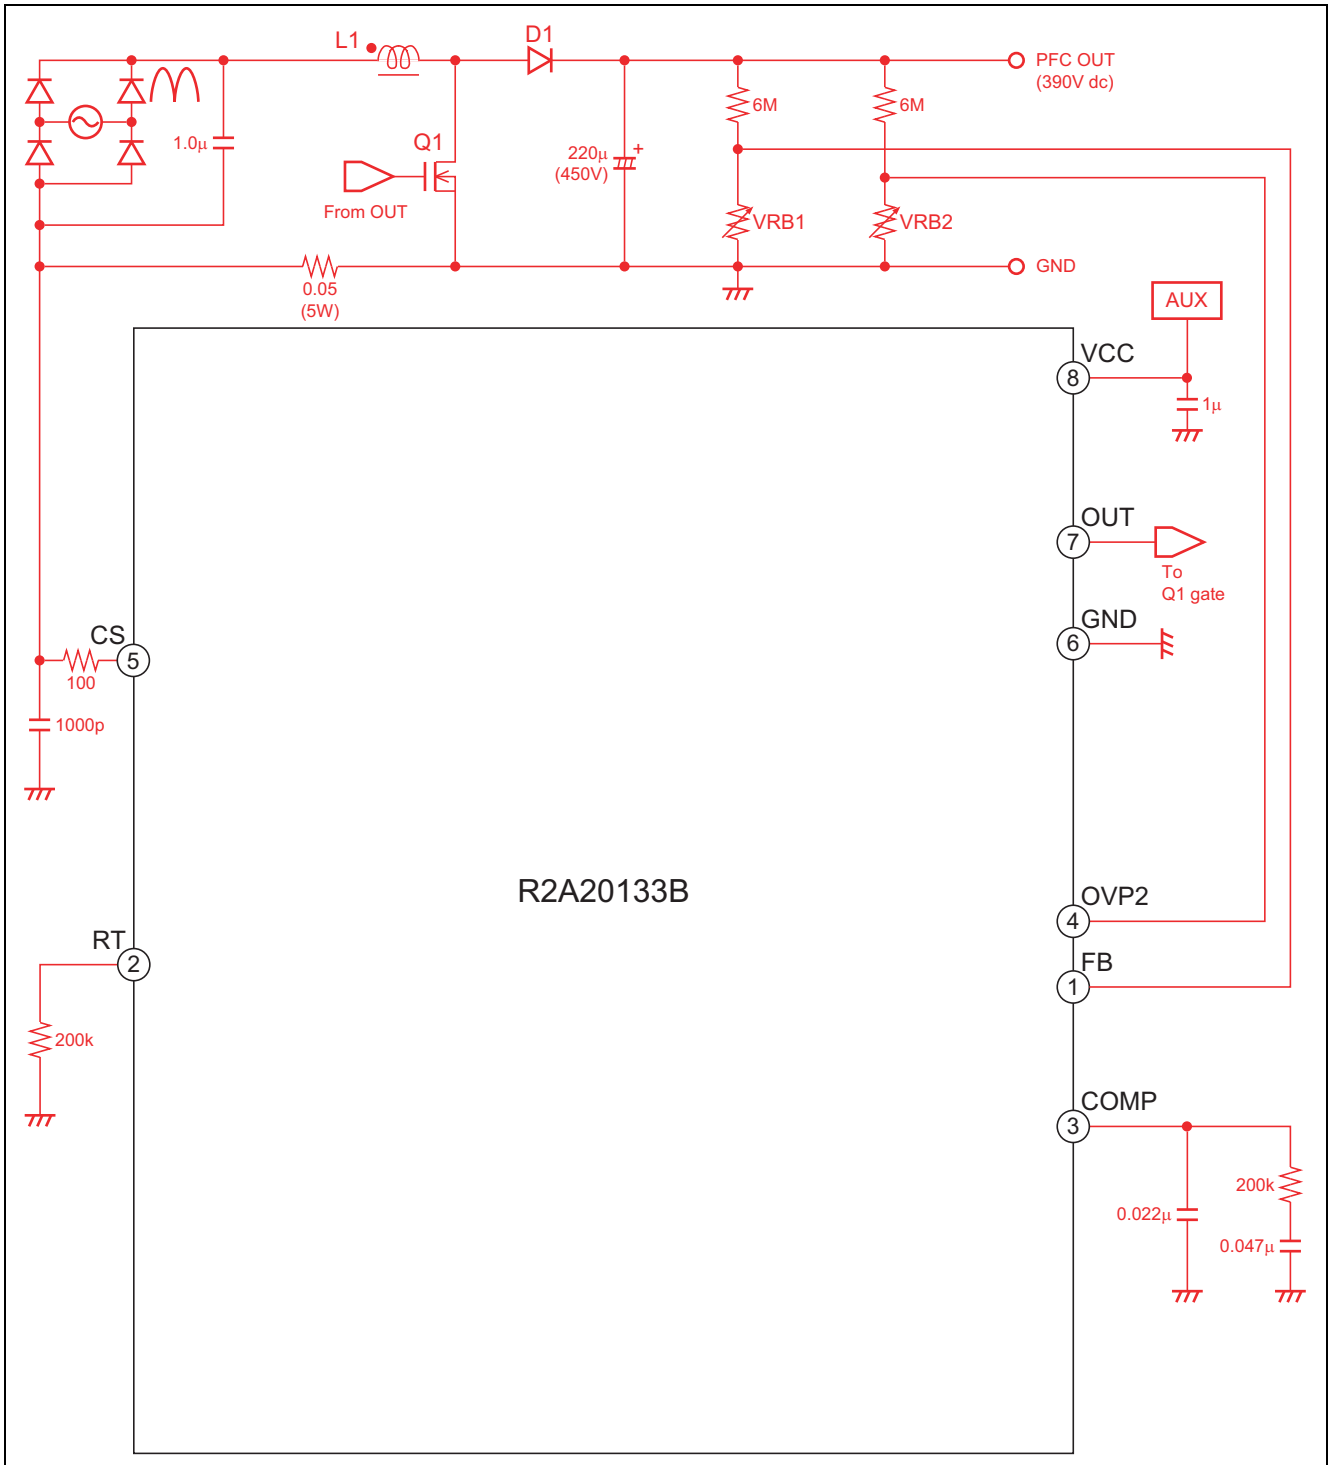 L1
D1
PFC OUT
(390V dc)
6M
6M
1.0μ
Q1
220μ
+
(450V)
From OUT
VRB1
VRB2
GND
0.05
(5W)
AUX
VCC
8
1μ
OUT
7
To
Q1 gate
GND
6
CS
5
100
1000p
R2A20133B
OVP2
4
RT
2
FB
1
200k
COMP
3
200k
0.022μ
0.047μ